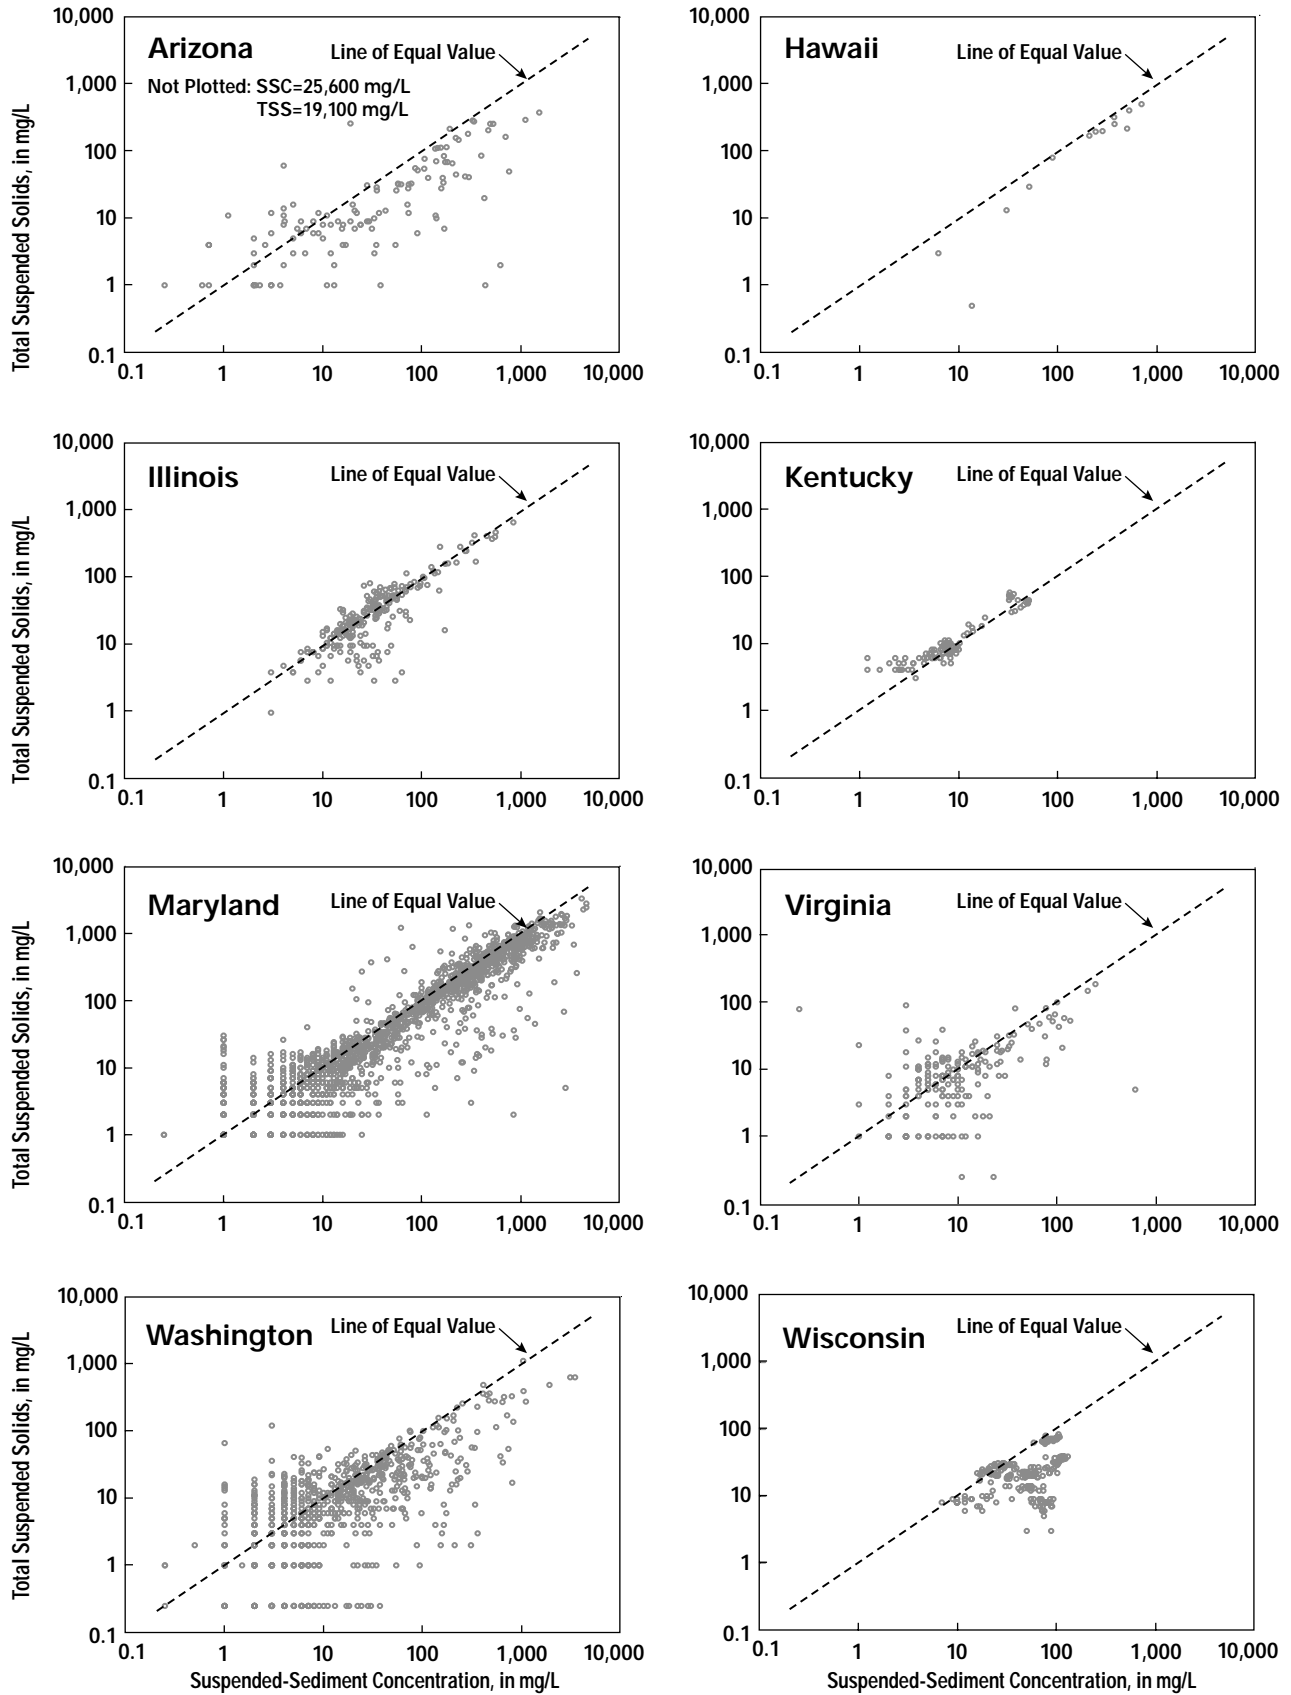 10,000
Arizona
Line of Equal Value
Not Plotted: SSC=25,600 mg/L
TSS=19,100 mg/L
1,000
100
10
1
0.1
0.1 1 10 100 1,000 10,000
Total Suspended Solids, in mg/L
10,000
Hawaii
Line of Equal Value
1,000
100
10
1
0.1
0.1 1 10 100 1,000 10,000
10,000
Illinois
Line of Equal Value
1,000
100
10
1
0.1
0.1 1 10 100 1,000 10,000
Total Suspended Solids, in mg/L
10,000
Kentucky
Line of Equal Value
1,000
100
10
1
0.1
0.1 1 10 100 1,000 10,000
10,000
Maryland
Line of Equal Value
1,000
100
10
1
0.1
0.1 1 10 100 1,000 10,000
Total Suspended Solids, in mg/L
10,000
Virginia
Line of Equal Value
1,000
100
10
1
0.1
0.1 1 10 100 1,000 10,000
10,000
Washington
Line of Equal Value
1,000
100
10
1
0.1
0.1 1 10 100 1,000 10,000
Total Suspended Solids, in mg/L
Suspended-Sediment Concentration, in mg/L
10,000
Wisconsin
Line of Equal Value
1,000
100
10
1
0.1
0.1 1 10 100 1,000 10,000
Suspended-Sediment Concentration, in mg/L